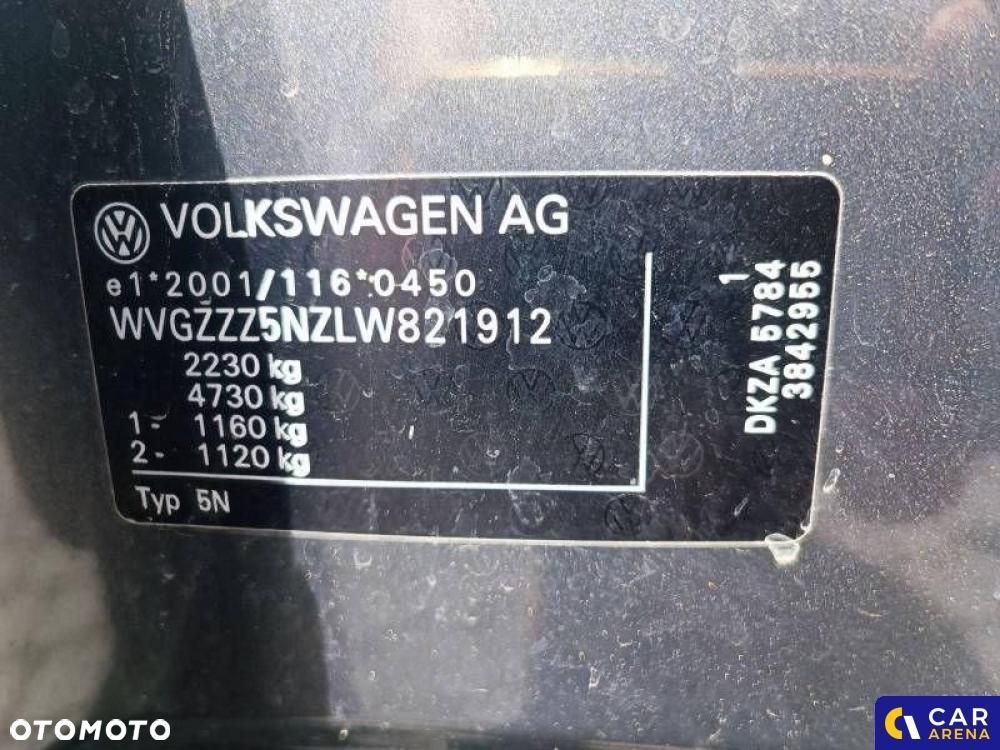 VOLKSWAGEN AG
e1*2001/116*0450
WVGZZZ5NZLW821912
2230 kg
4730 kg
1- 1160 kg
2- 1120 kg
Typ 5N
1
DKZA 5784
3842955
OTOMOTO
CAR
ARENA